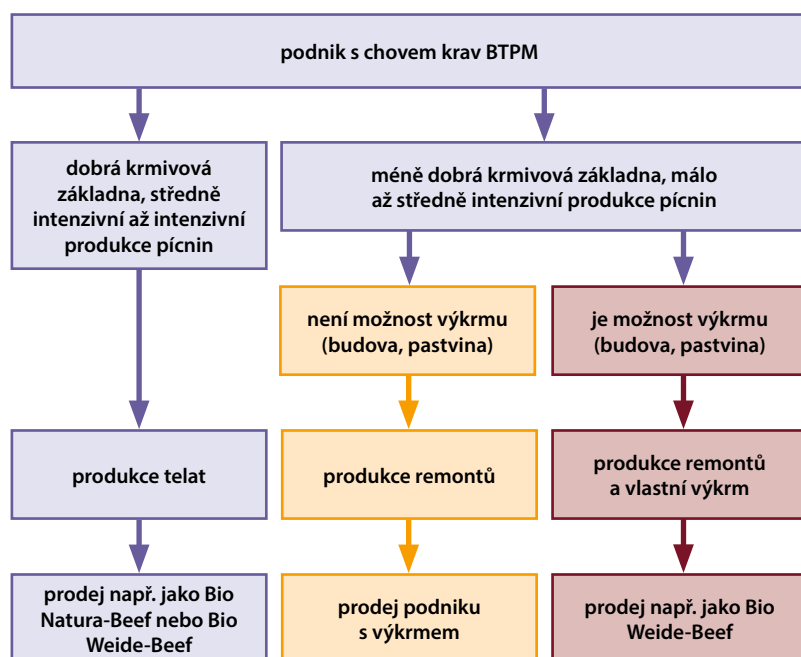 podnik s chovem krav BTPM
dobrá krmivová
základna, středně
intenzivní až intenzivní
produkce pícnin
méně dobrá krmivová základna, málo
až středně intenzivní produkce pícnin
není možnost výkrmu
(budova, pastvina)
je možnost výkrmu
(budova, pastvina)
produkce telat
produkce remontů
produkce remontů
a vlastní výkrm
prodej např. jako Bio
Natura-Beef nebo Bio
Weide-Beef
prodej podniku
s výkrmem
prodej např. jako Bio
Weide-Beef